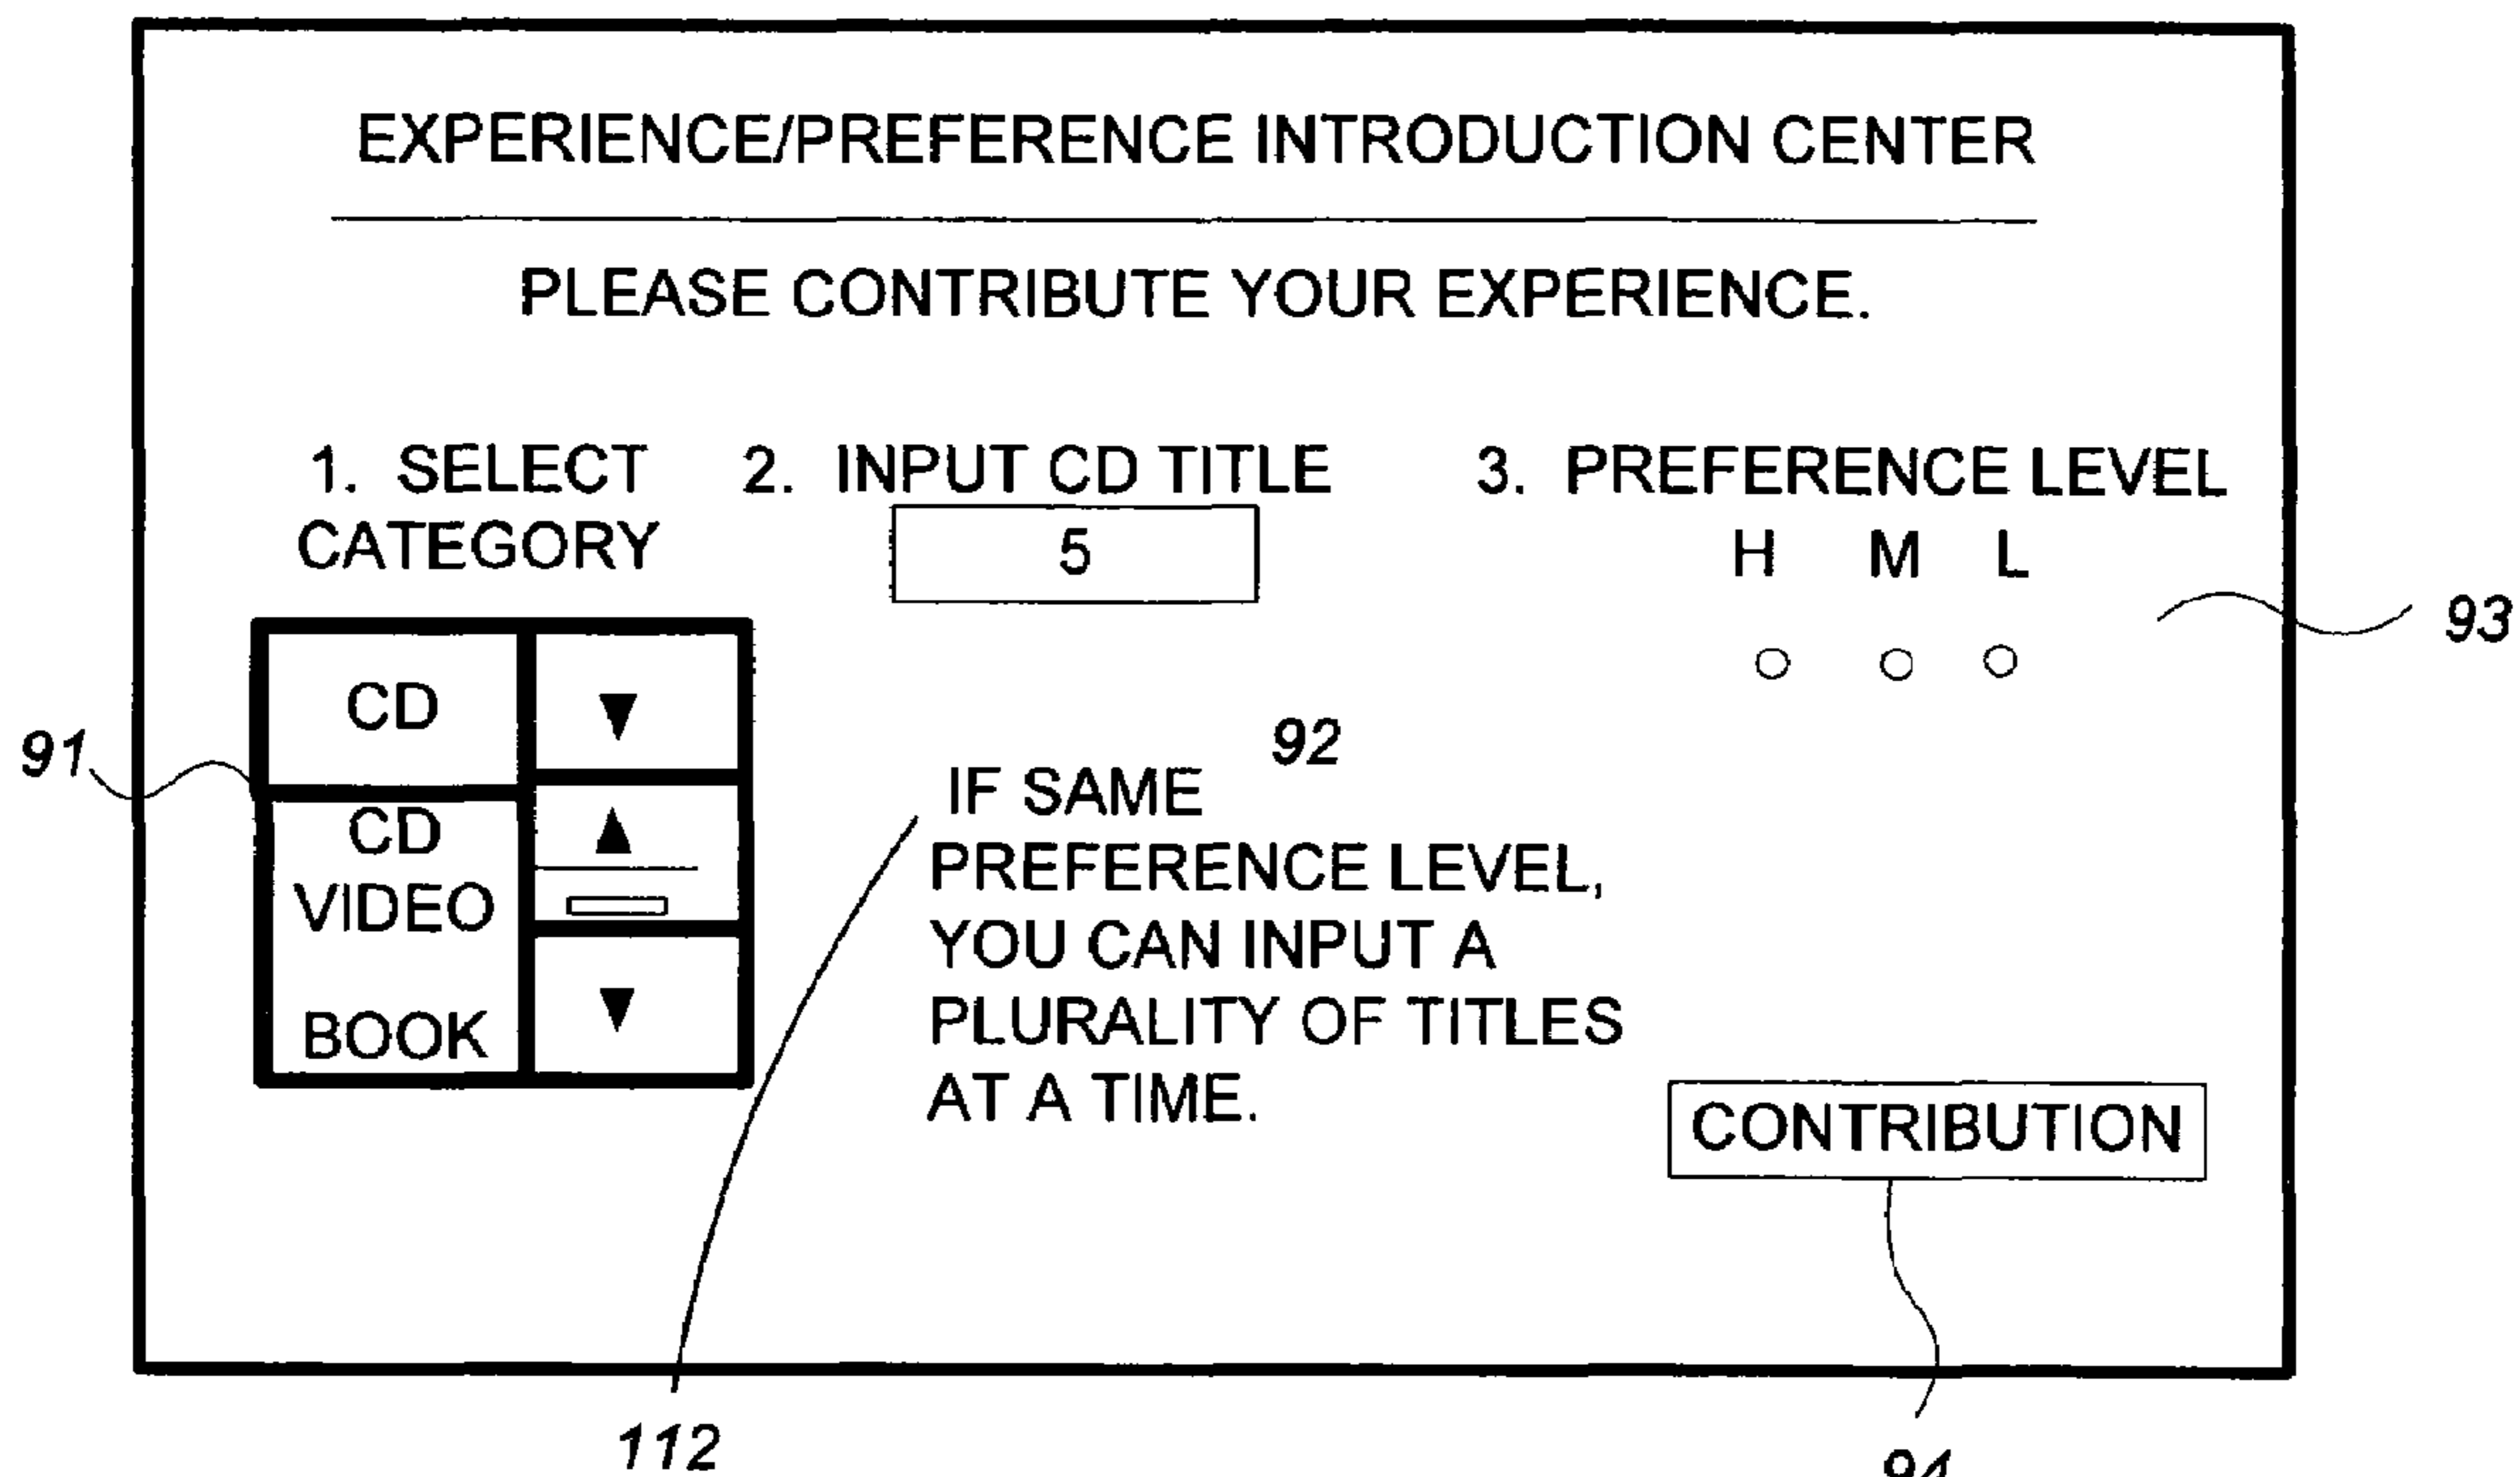 EXPERIENCE/PREFERENCE INTRODUCTION CENTER
PLEASE CONTRIBUTE YOUR EXPERIENCE.
1. SELECT
CATEGORY
2. INPUT CD TITLE
5
3. PREFERENCE LEVEL
H M L
93
CD
91
CD
VIDEO
BOOK
92
IF SAME
PREFERENCE LEVEL,
YOU CAN INPUT A
PLURALITY OF TITLES
AT A TIME.
CONTRIBUTION
112
94